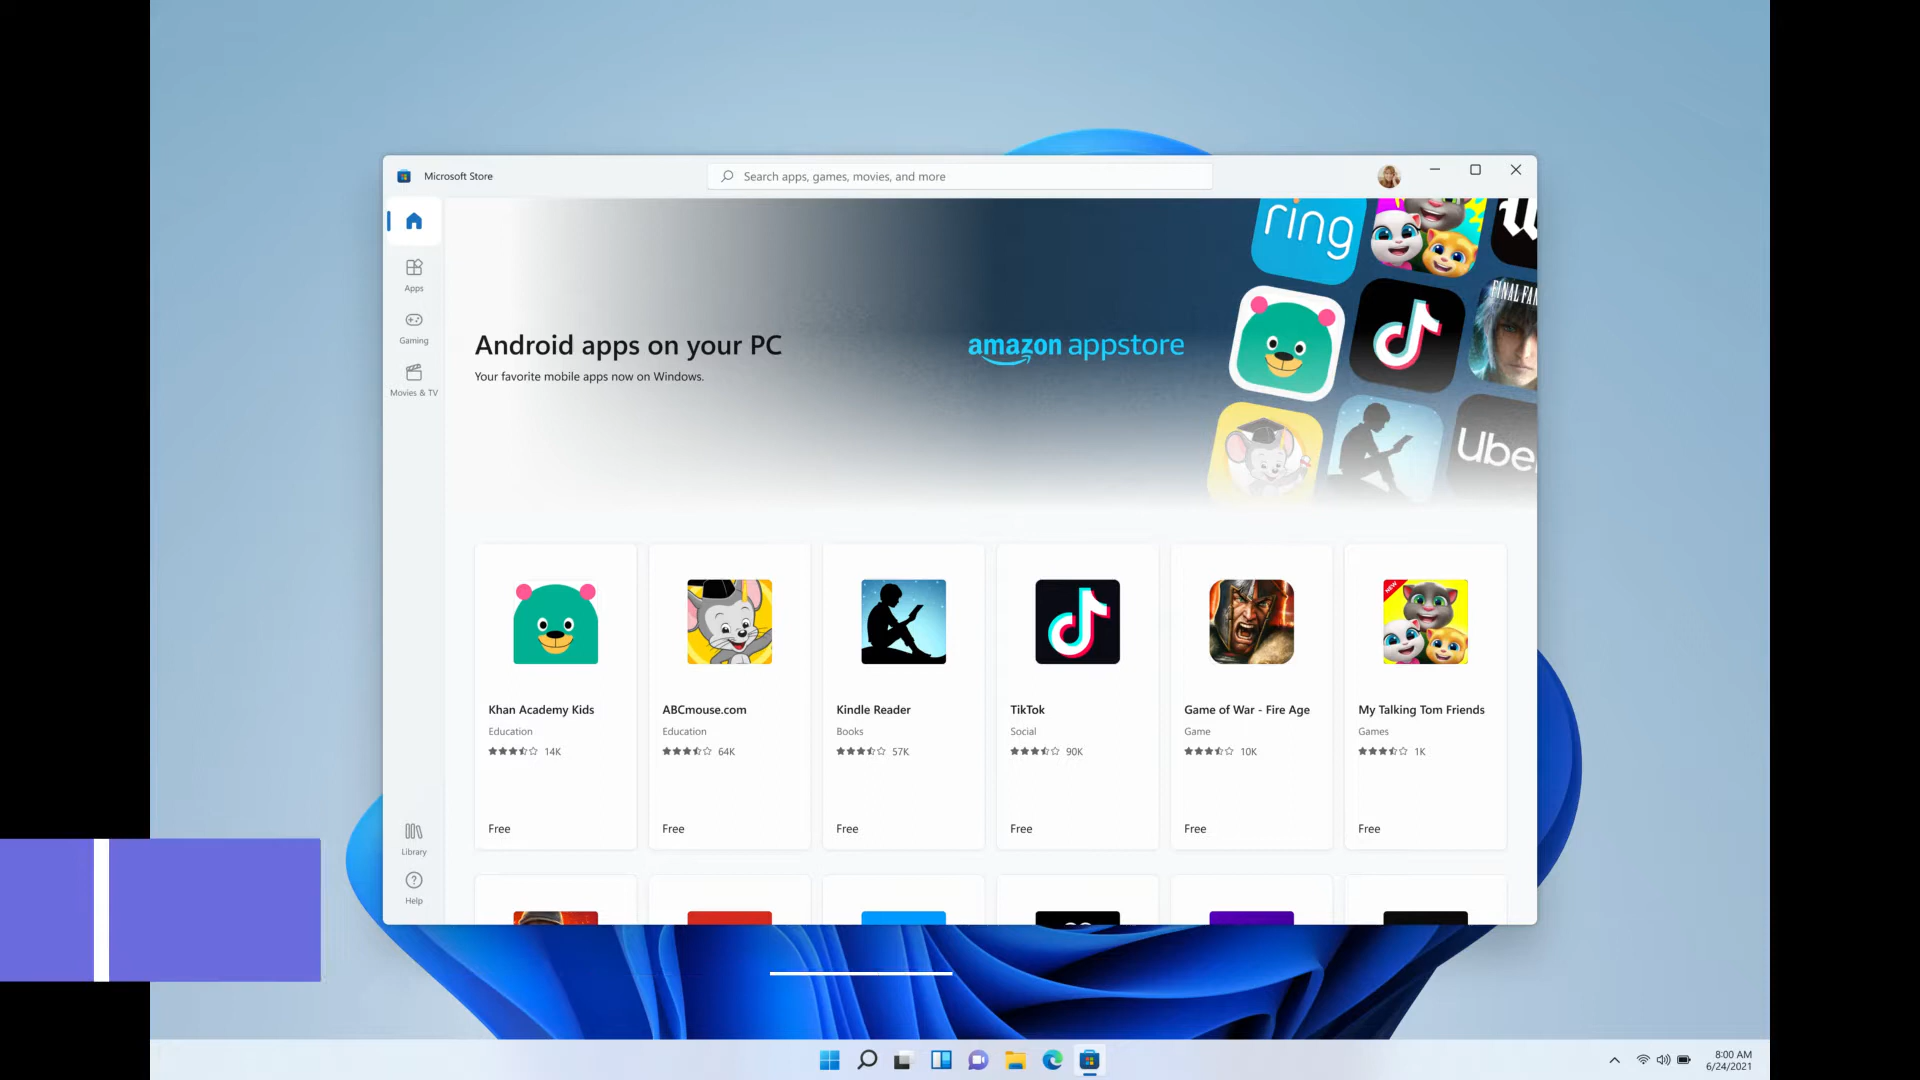 Microsoft Store
Search apps, games, movies, and more
Apps
Gaming
Movies & TV
Library
Help
Android apps on your PC
Your favorite mobile apps now on Windows.
amazon appstore
ring
FINAL FAN
Uber
Khan Academy Kids
Education
14K
Free
ABCmouse.com
Education
64K
Free
Kindle Reader
Books
57K
Free
TikTok
Social
90K
Free
Game of War - Fire Age
Game
10K
Free
NEW
My Talking Tom Friends
Games
1K
Free
8:00 AM
6/24/2021